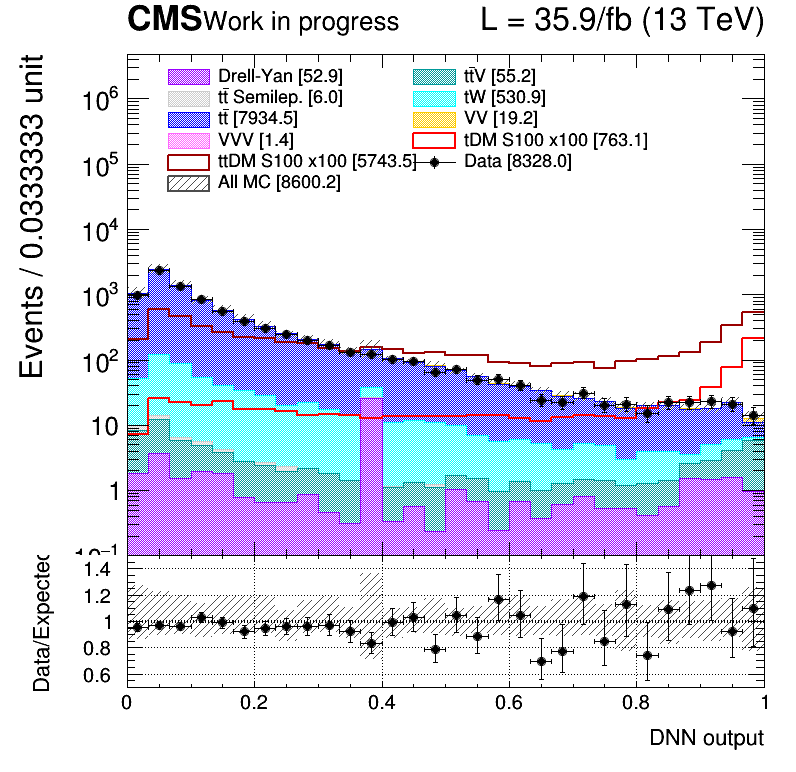 CMS Work in progress L = 35.9/fb (13 TeV)
Events / 0.0333333 unit
Drell-Yan [52.9] tt̄V [55.2]
tt̄ Semilep. [6.0] tW [530.9]
tt̄ [7934.5] VV [19.2]
VVV [1.4] tDM S100 x100 [763.1]
ttDM S100 x100 [5743.5] Data [8328.0]
All MC [8600.2]
10⁶
10⁵
10⁴
10³
10²
10
1
10⁻¹
Data/Expected
1.4
1.2
1
0.8
0.6
0 0.2 0.4 0.6 0.8 1
DNN output